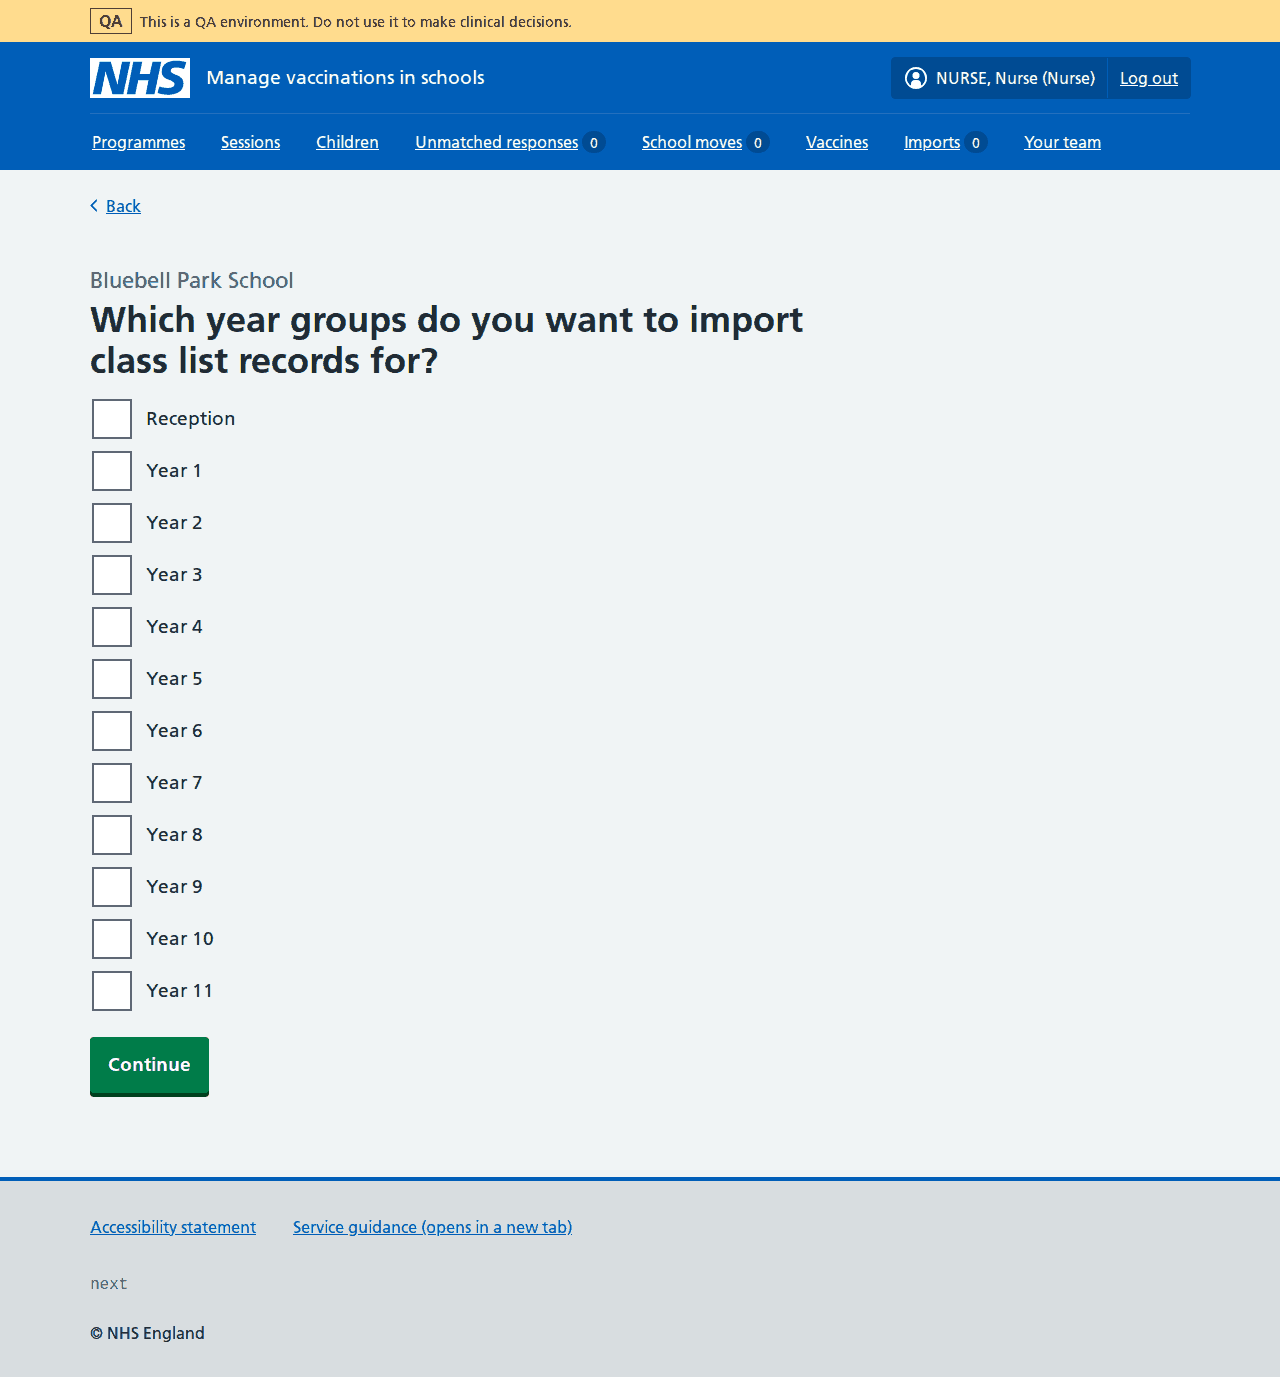 QA This is a QA environment. Do not use it to make clinical decisions.
NHS Manage vaccinations in schools NURSE, Nurse (Nurse) Log out
Programmes Sessions Children Unmatched responses 0 School moves 0 Vaccines Imports 0 Your team
Back
Bluebell Park School
Which year groups do you want to import
class list records for?
Reception
Year 1
Year 2
Year 3
Year 4
Year 5
Year 6
Year 7
Year 8
Year 9
Year 10
Year 11
Continue
Accessibility statement Service guidance (opens in a new tab)
next
© NHS England